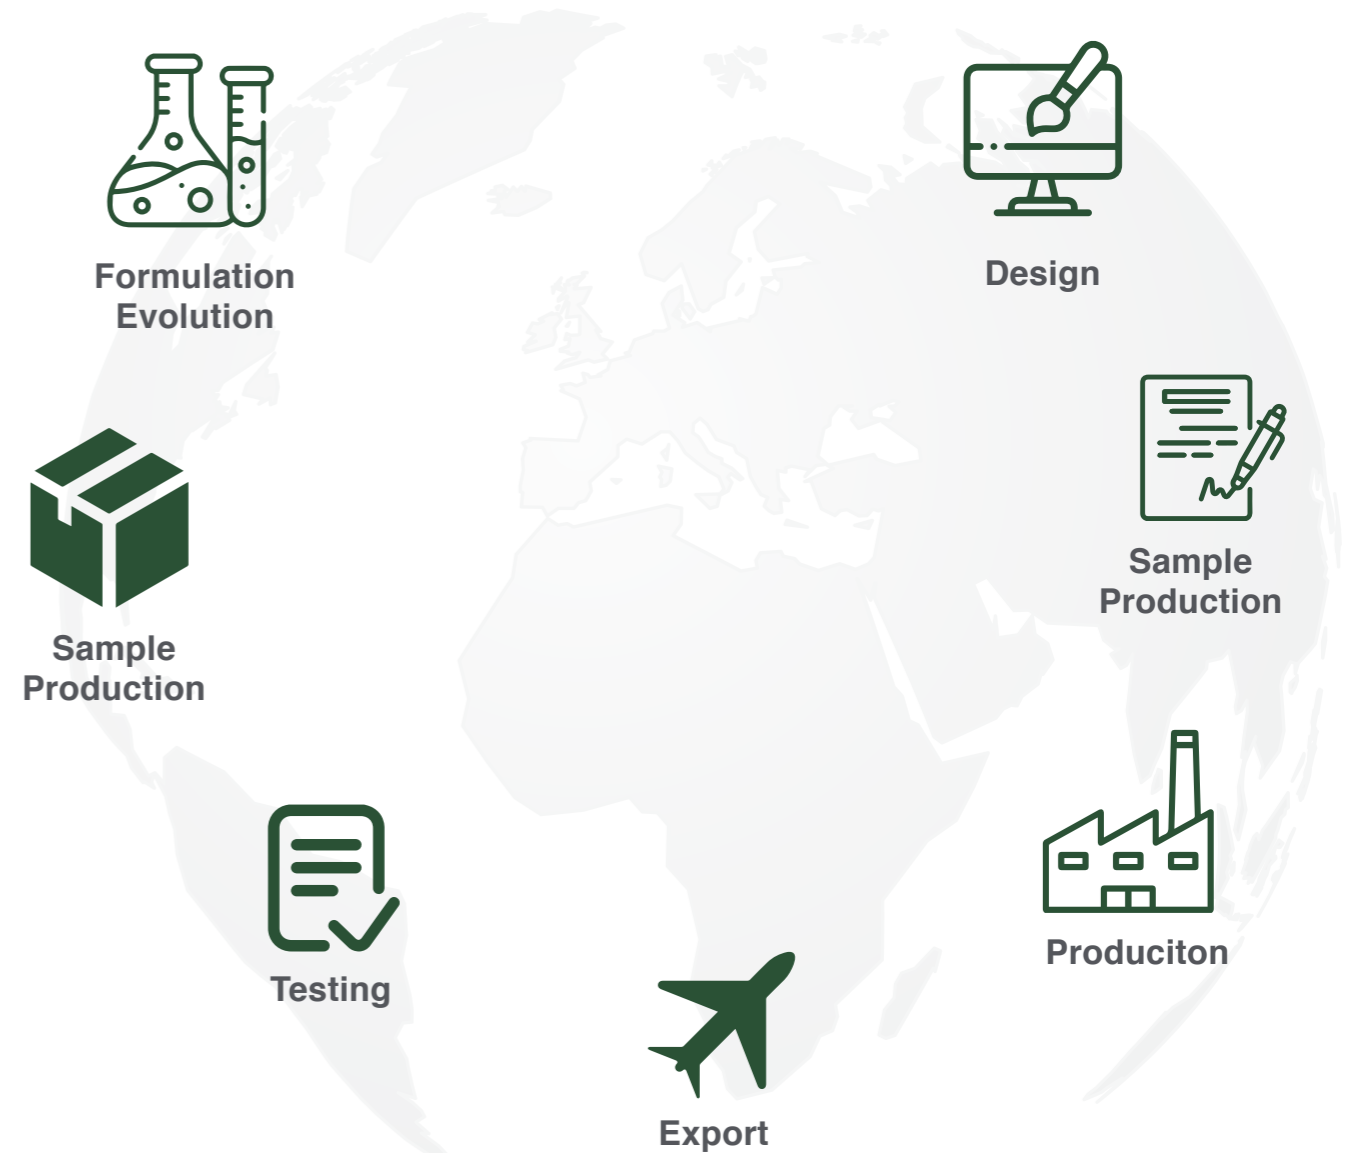 Formulation
Evolution
Design
Sample
Production
Sample
Production
Produciton
Testing
Export